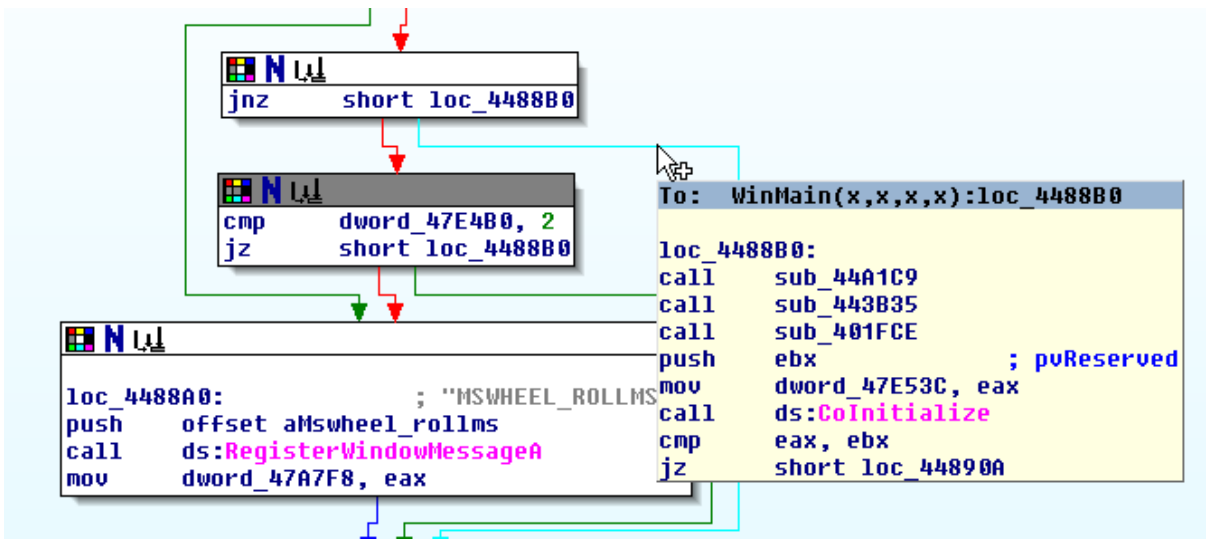 jnz short loc_4488B0
cmp dword_47E4B0, 2
jz short loc_4488B0
loc_4488A0: ; "MSWHEEL_ROLLMS
push offset aMswheel_rollms
call ds:RegisterWindowMessageA
mov dword_47A7F8, eax
To: WinMain(x,x,x,x):loc_4488B0
loc_4488B0:
call sub_44A1C9
call sub_443B35
call sub_401FCE
push ebx ; pvReserved
mov dword_47E53C, eax
call ds:CoInitialize
cmp eax, ebx
jz short loc_44890A